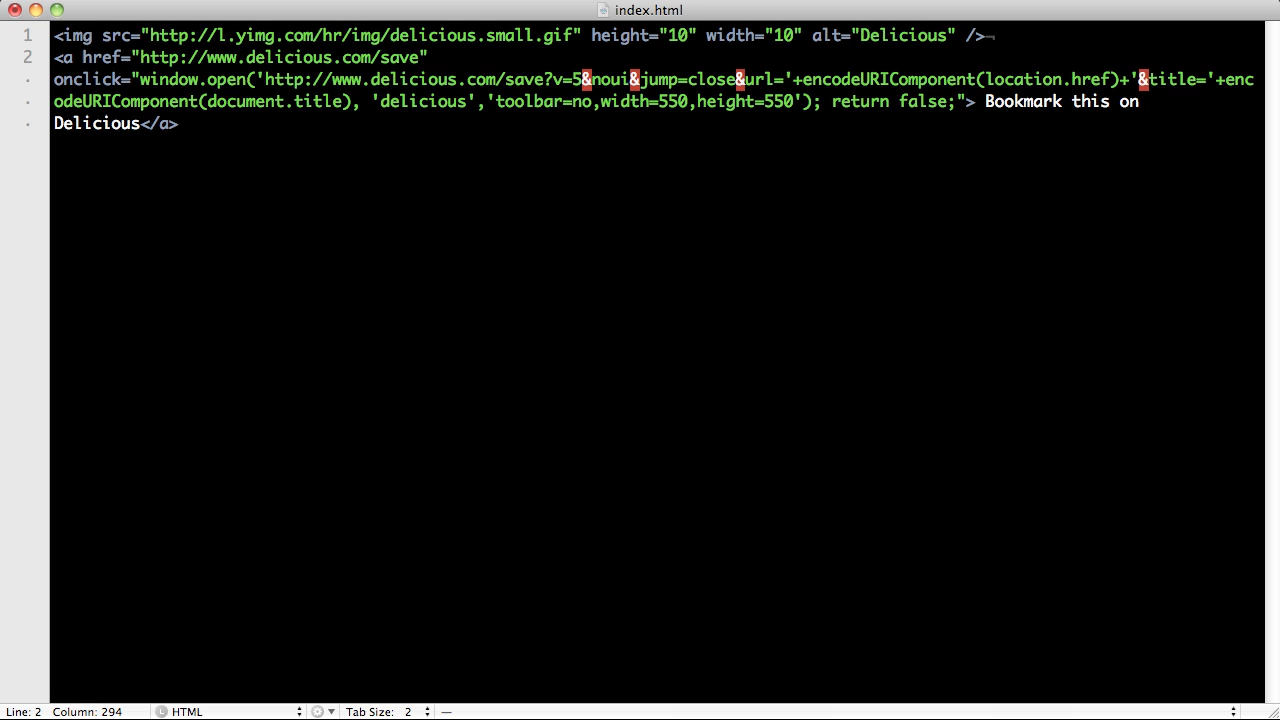 index.html
1 <img src="http://l.yimg.com/hr/img/delicious.small.gif" height="10" width="10" alt="Delicious" />¬
2 <a href="http://www.delicious.com/save"
· onclick="window.open('http://www.delicious.com/save?v=5&noui&jump=close&url='+encodeURIComponent(location.href)+'&title='+enc
· odeURIComponent(document.title), 'delicious','toolbar=no,width=550,height=550'); return false;"> Bookmark this on
· Delicious</a>
Line: 2 Column: 294 L HTML Tab Size: 2 —